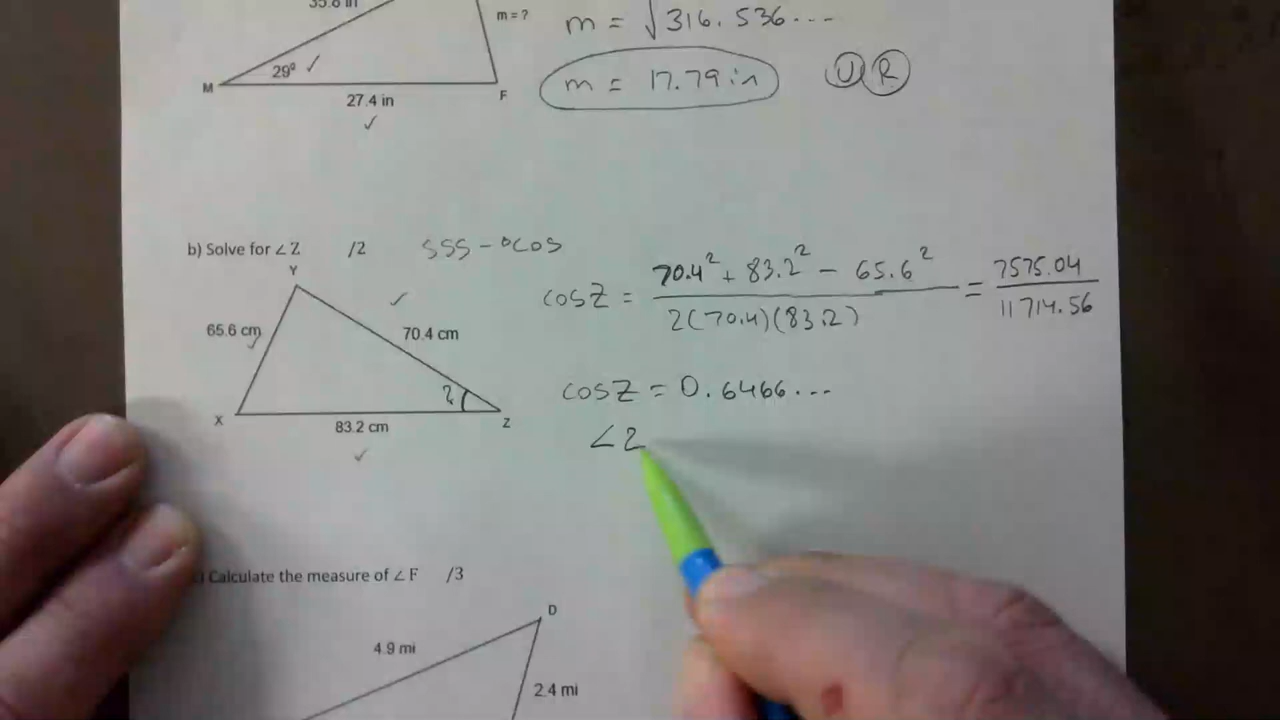 35.8 in
m = ?
m = √316.536...
29° ✓
M
F
27.4 in
✓
m = 17.79 in
U R
b) Solve for ∠Z /2
SSS - °COS
Y
✓
65.6 cm
✓
70.4 cm
X
Z
83.2 cm
✓
cosZ = 70.4² + 83.2² - 65.6² / 2(70.4)(83.2) = 7575.04 / 11714.56
cosZ = 0.6466...
∠Z
Calculate the measure of ∠F /3
D
4.9 mi
2.4 mi